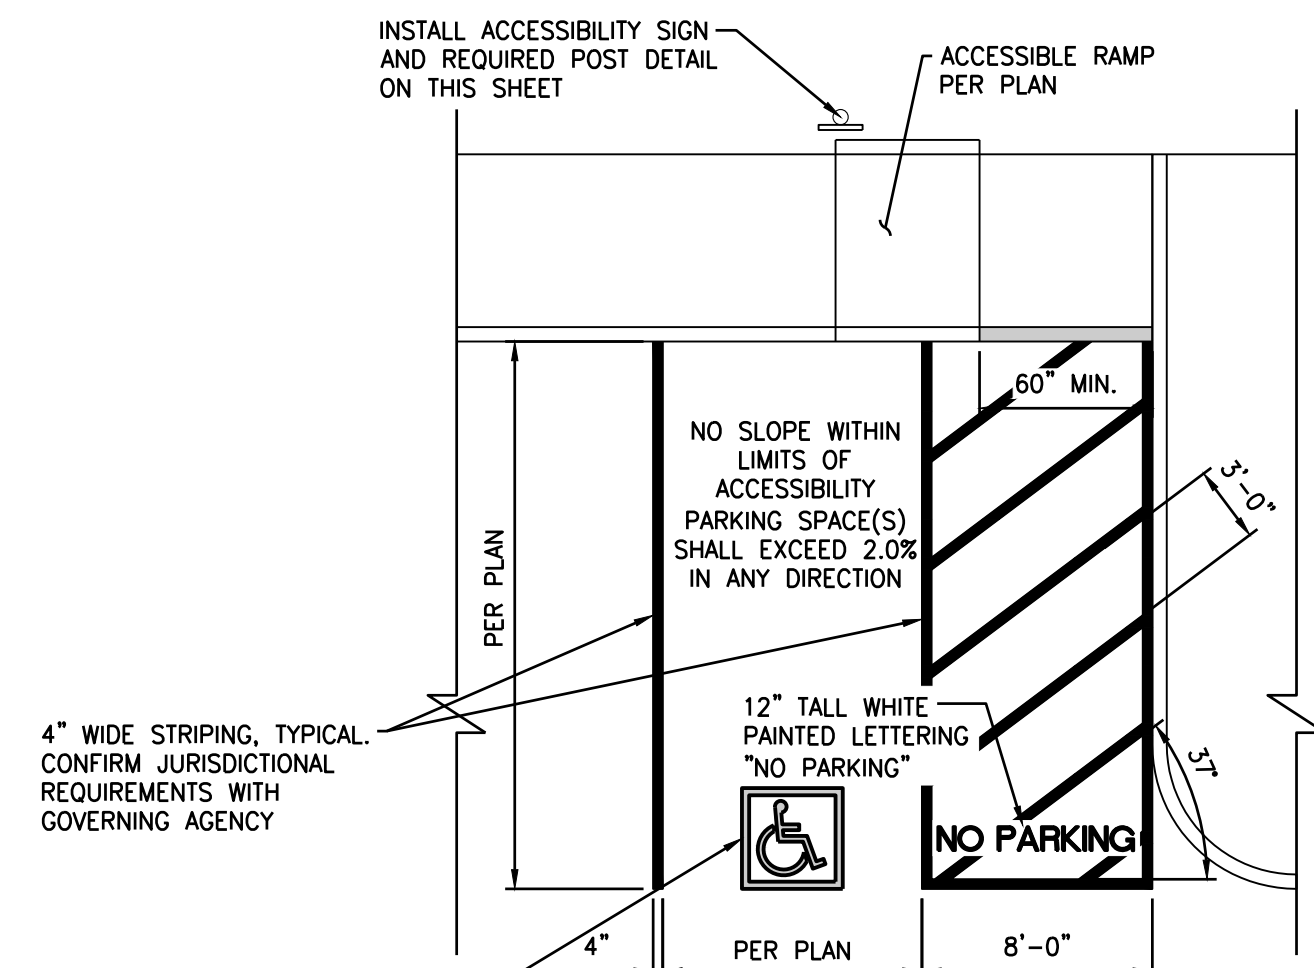 INSTALL ACCESSIBILITY SIGN
AND REQUIRED POST DETAIL
ON THIS SHEET
ACCESSIBLE RAMP
PER PLAN
60" MIN.
NO SLOPE WITHIN
LIMITS OF
ACCESSIBILITY
PARKING SPACE(S)
SHALL EXCEED 2.0%
IN ANY DIRECTION
3'-0"
PER PLAN
4" WIDE STRIPING, TYPICAL.
CONFIRM JURISDICTIONAL
REQUIREMENTS WITH
GOVERNING AGENCY
12" TALL WHITE
PAINTED LETTERING
"NO PARKING"
37°
NO PARKING
4"
PER PLAN
8'-0"